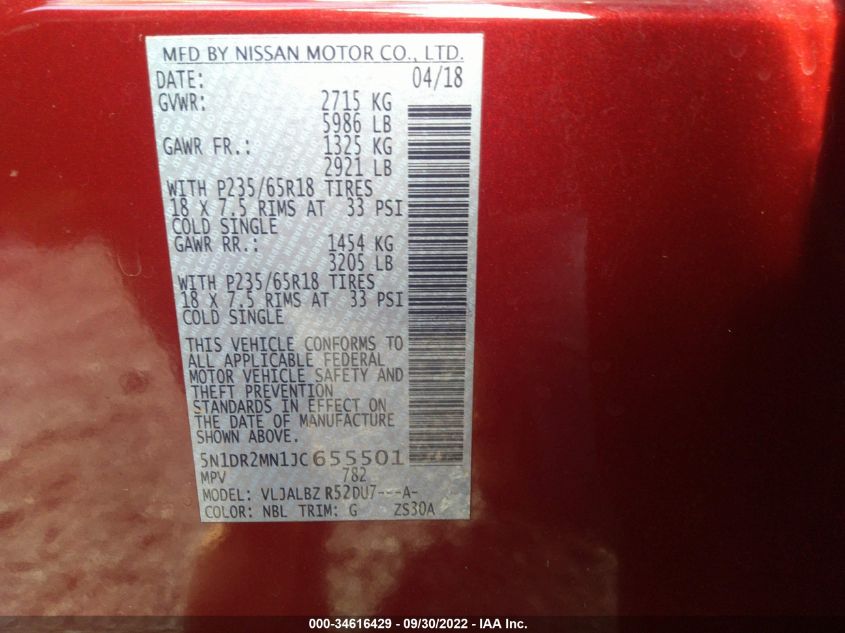 MFD BY NISSAN MOTOR CO., LTD.
DATE: 04/18
GVWR: 2715 KG
5986 LB
GAWR FR.: 1325 KG
2921 LB
WITH P235/65R18 TIRES
18 X 7.5 RIMS AT 33 PSI
COLD SINGLE
GAWR RR.: 1454 KG
3205 LB
WITH P235/65R18 TIRES
18 X 7.5 RIMS AT 33 PSI
COLD SINGLE
THIS VEHICLE CONFORMS TO
ALL APPLICABLE FEDERAL
MOTOR VEHICLE SAFETY AND
THEFT PREVENTION
STANDARDS IN EFFECT ON
THE DATE OF MANUFACTURE
SHOWN ABOVE.
5N1DR2MN1JC655501
MPV 782
MODEL: VLJALBZ R52DU7---A-
COLOR: NBL TRIM: G ZS30A
000-34616429 - 09/30/2022 - IAA Inc.